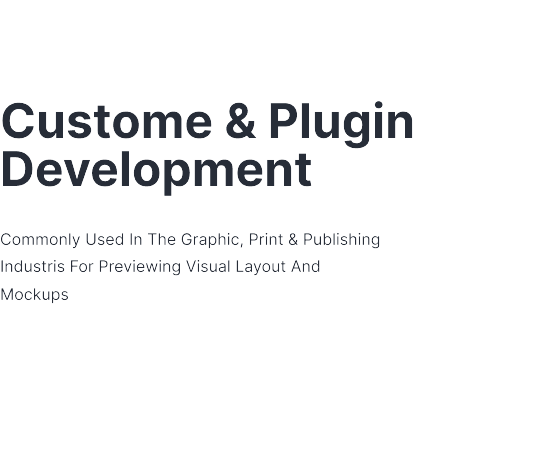 Custome & Plugin
Development
Commonly Used In The Graphic, Print & Publishing
Industris For Previewing Visual Layout And
Mockups